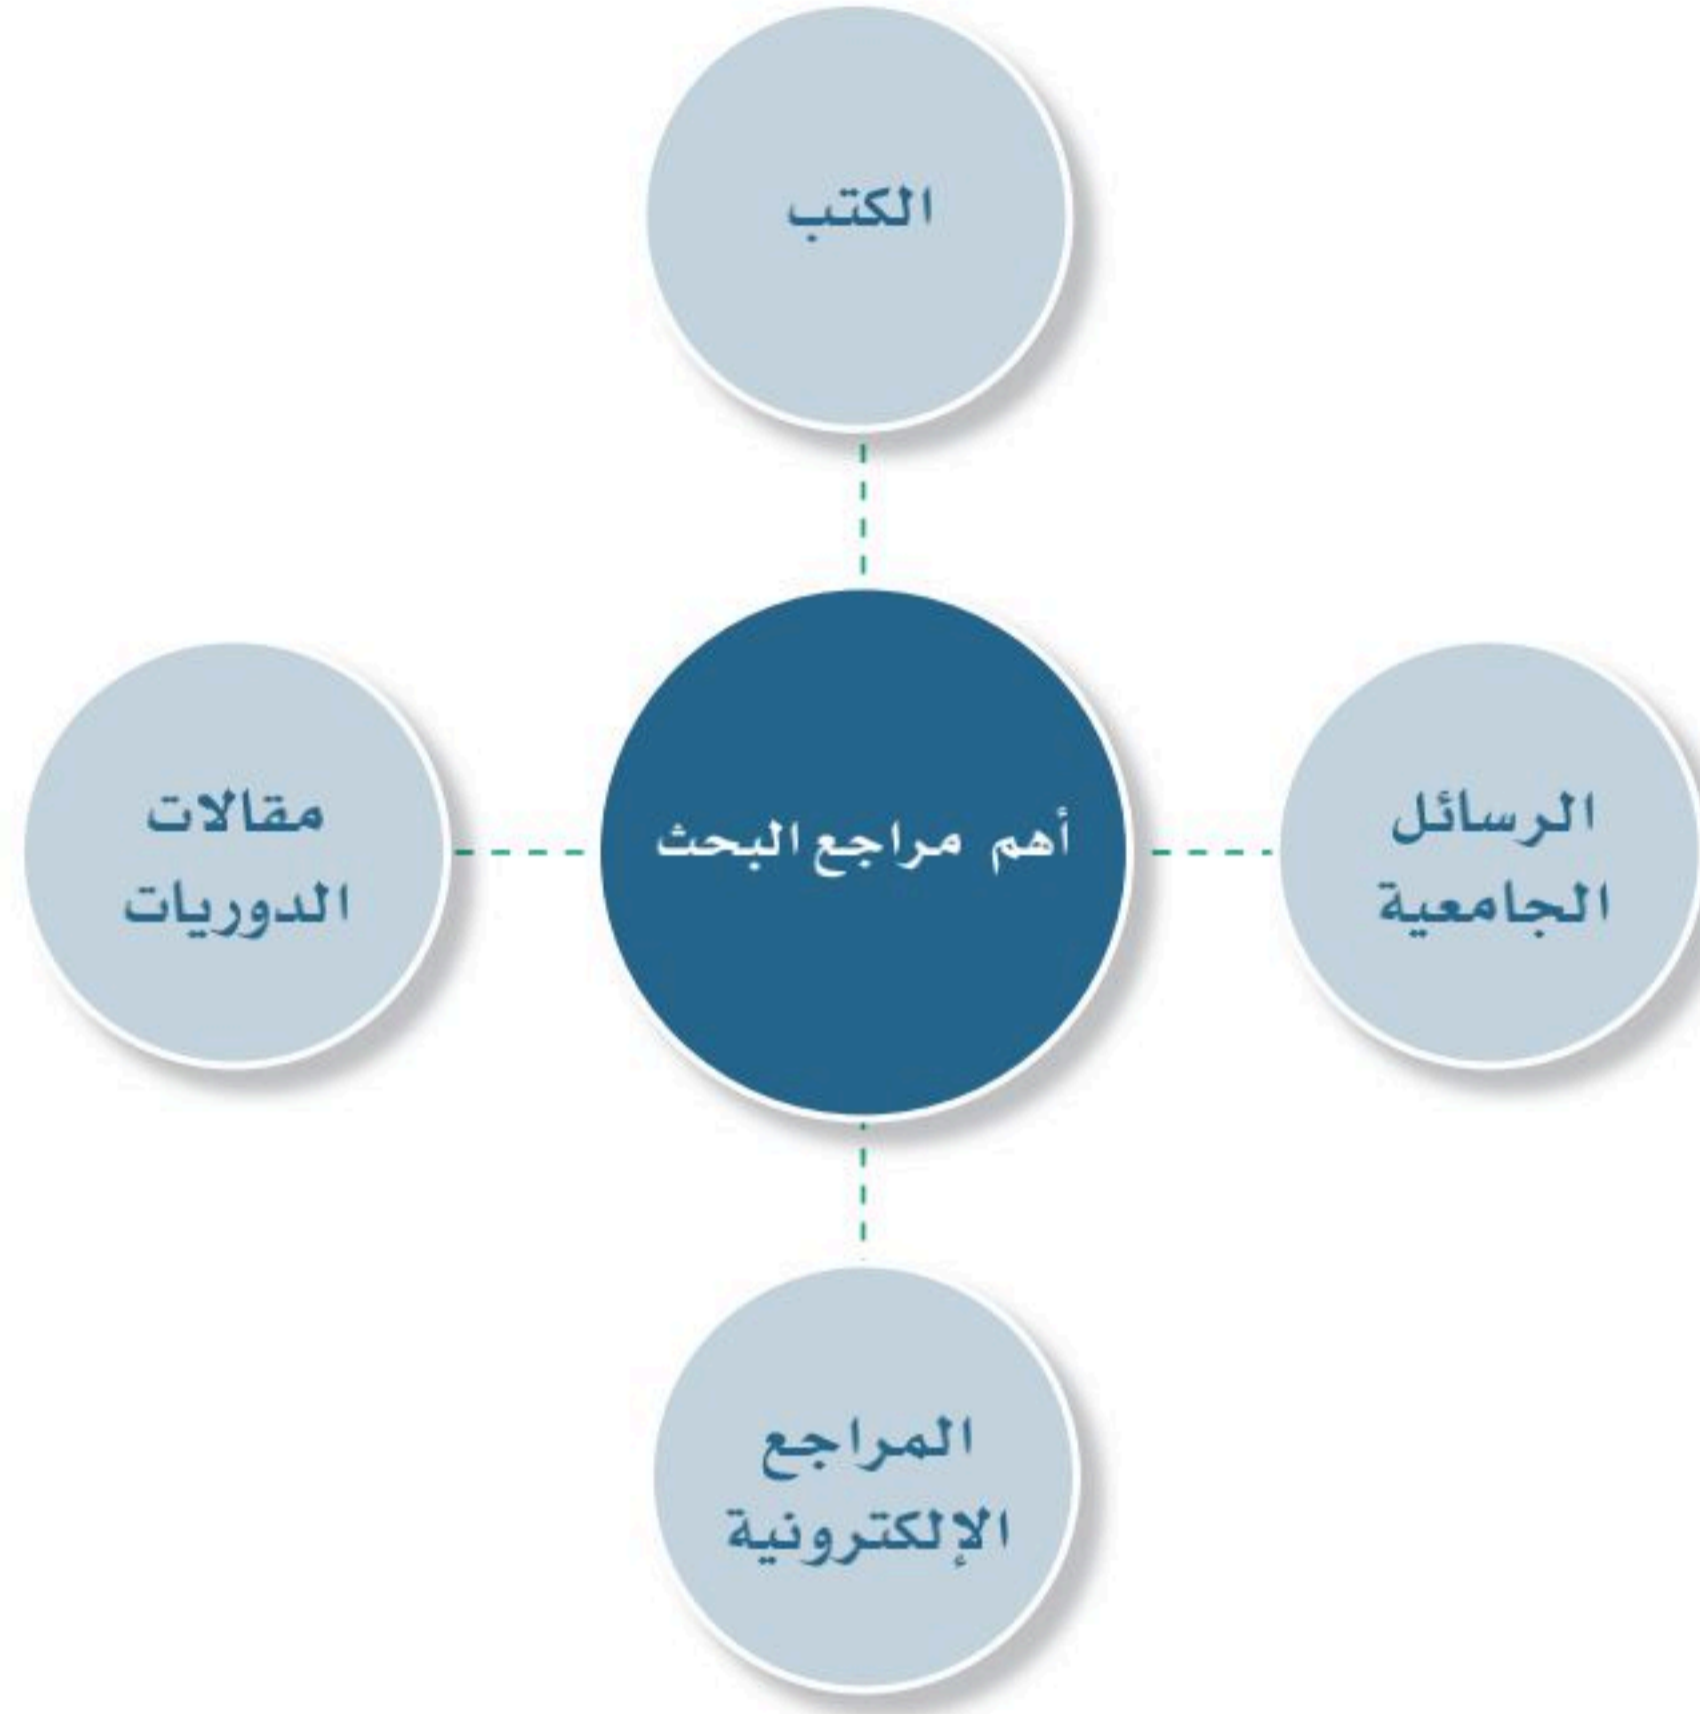 الكتب
أهم مراجع البحث
الرسائل
الجامعية
مقالات
الدوريات
المراجع
الإلكترونية